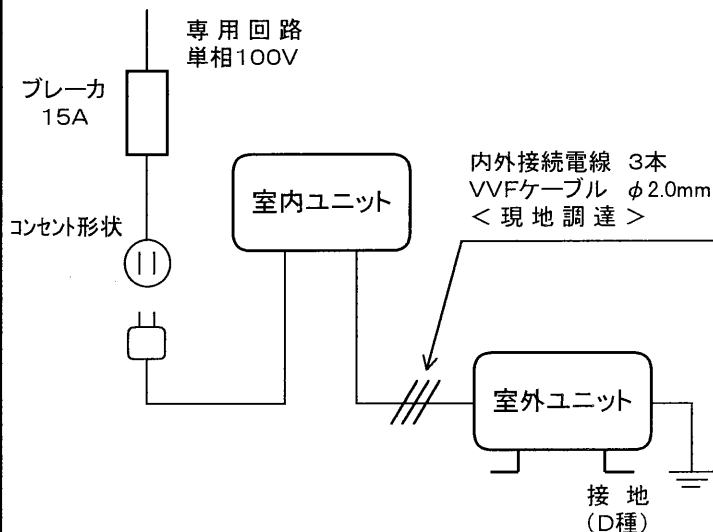 専用回路
単相100V
ブレーカ
15A
コンセント形状
室内ユニット
内外接続電線 3本
VVFケーブル φ2.0mm
<現地調達>
室外ユニット
接地
(D種)